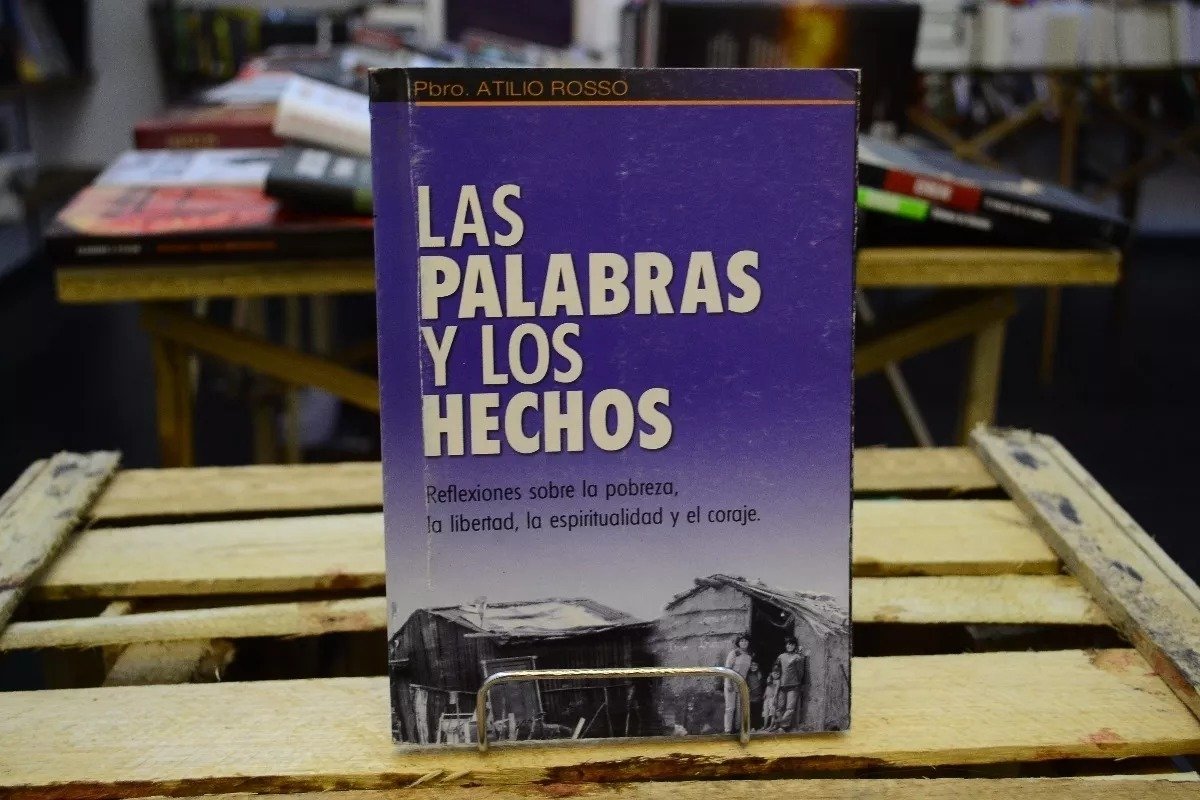 Pbro. ATILIO ROSSO
LAS
PALABRAS
Y LOS
HECHOS
Reflexiones sobre la pobreza,
la libertad, la espiritualidad y el coraje.